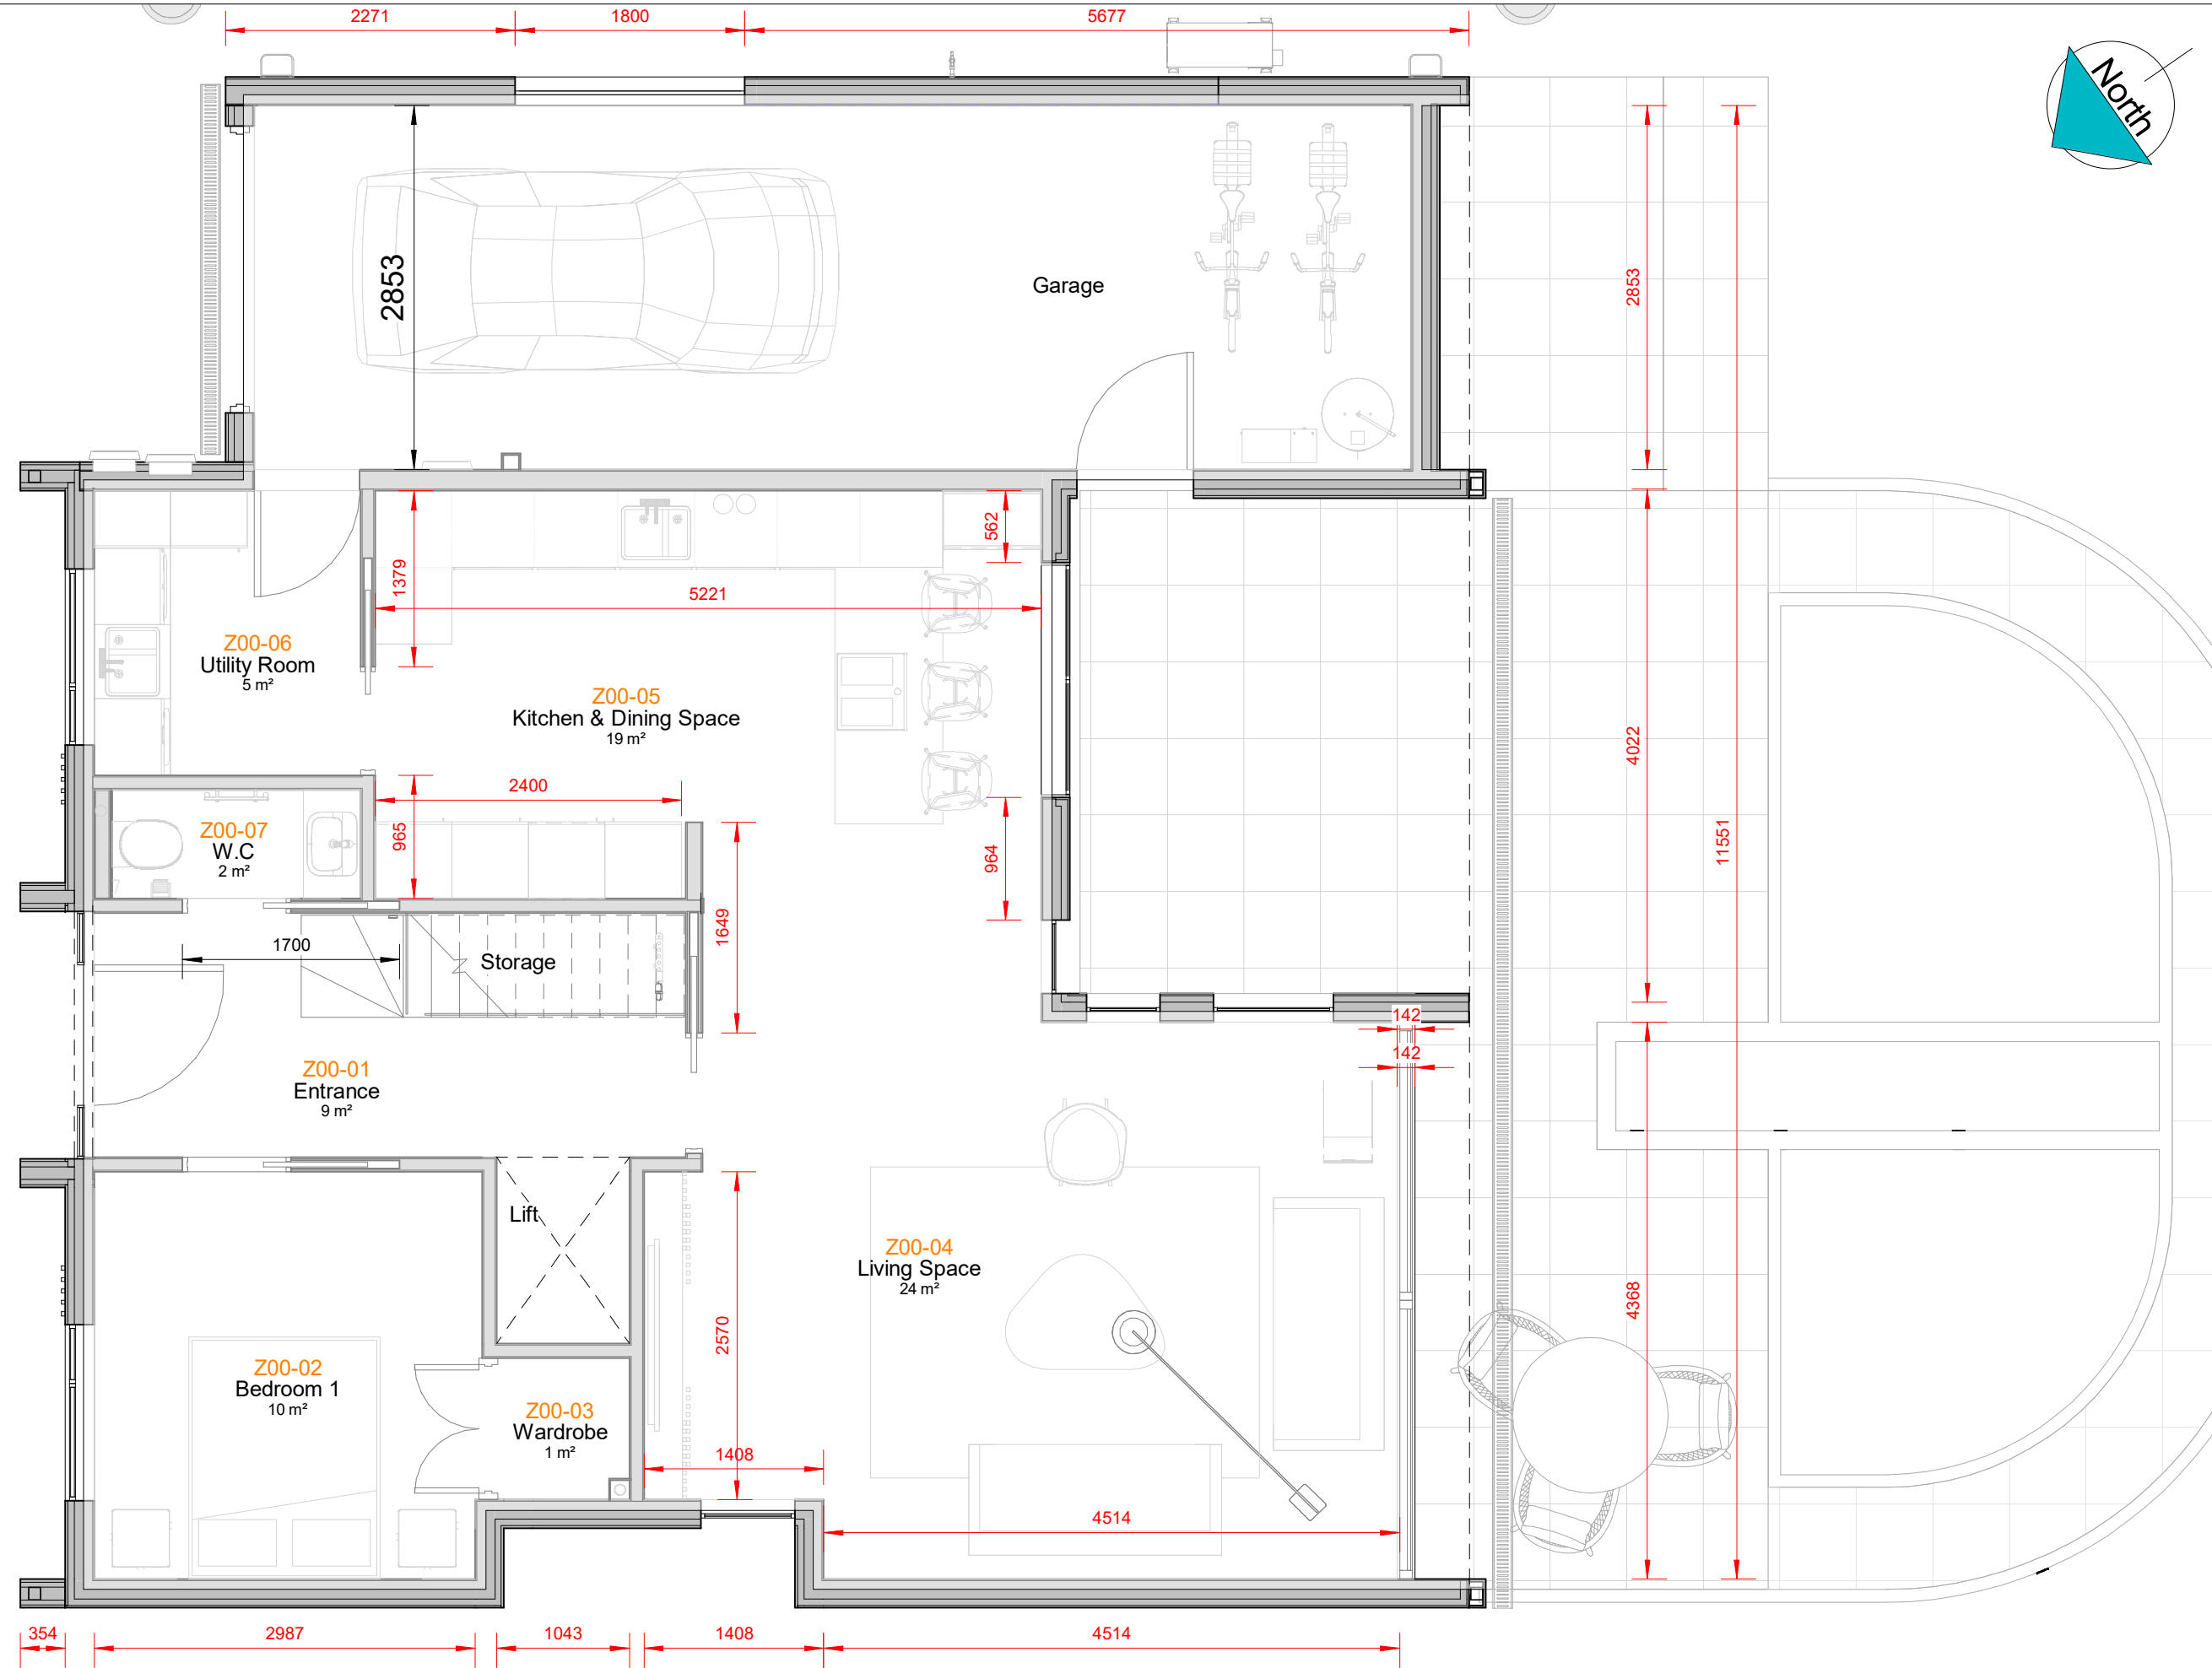 2271
1800
5677
North
2853
Garage
2853
562
1379
5221
Z00-06
Utility Room
5 m²
Z00-05
Kitchen & Dining Space
19 m²
4022
2400
Z00-07
W.C
2 m²
965
964
11551
1649
1700
Storage
142
142
Z00-01
Entrance
9 m²
Lift
Z00-04
Living Space
24 m²
4368
2570
Z00-02
Bedroom 1
10 m²
Z00-03
Wardrobe
1 m²
1408
4514
354
2987
1043
1408
4514